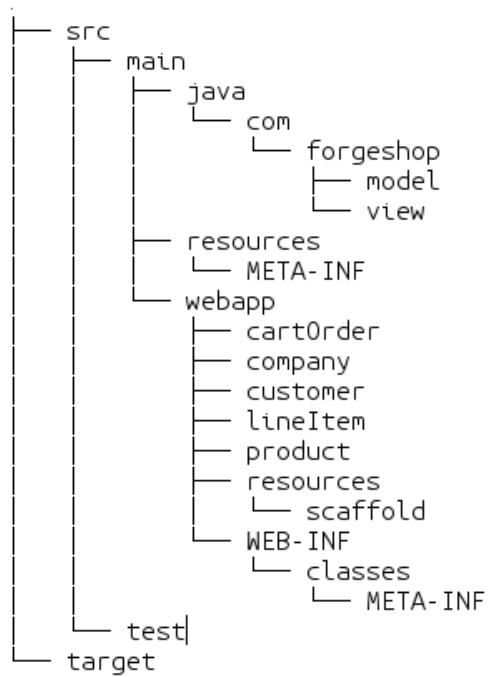 .
├── src
│   ├── main
│   │   ├── java
│   │   │   └── com
│   │   │       └── forgeshop
│   │   │           ├── model
│   │   │           └── view
│   │   ├── resources
│   │   │   └── META-INF
│   │   └── webapp
│   │       ├── cartOrder
│   │       ├── company
│   │       ├── customer
│   │       ├── lineItem
│   │       ├── product
│   │       ├── resources
│   │       │   └── scaffold
│   │       └── WEB-INF
│   │           └── classes
│   │               └── META-INF
│   └── test
└── target